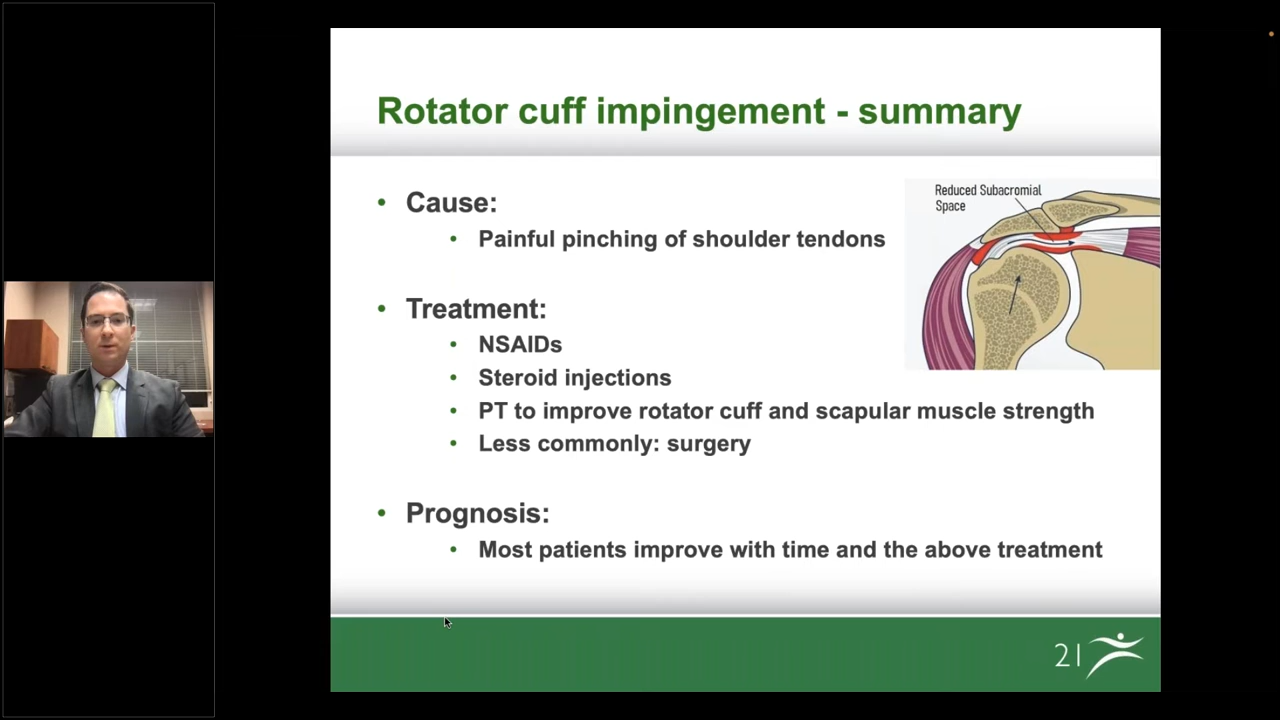 Rotator cuff impingement - summary
• Cause:
• Painful pinching of shoulder tendons
Reduced Subacromial
Space
• Treatment:
• NSAIDs
• Steroid injections
• PT to improve rotator cuff and scapular muscle strength
• Less commonly: surgery
• Prognosis:
• Most patients improve with time and the above treatment
21